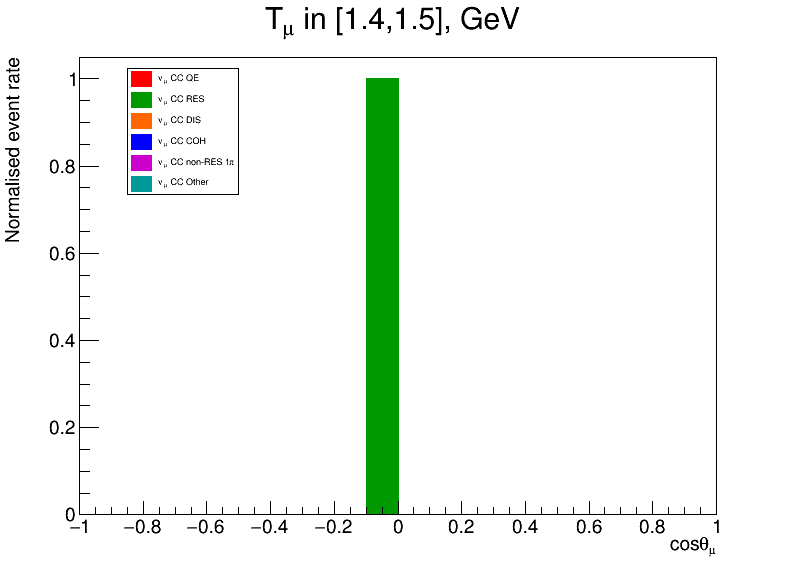 Tμ in [1.4,1.5], GeV
Normalised event rate
1
0.8
0.6
0.4
0.2
0
νμ CC QE
νμ CC RES
νμ CC DIS
νμ CC COH
νμ CC non-RES 1π
νμ CC Other
−1 −0.8 −0.6 −0.4 −0.2 0 0.2 0.4 0.6 0.8 1
cosθμ